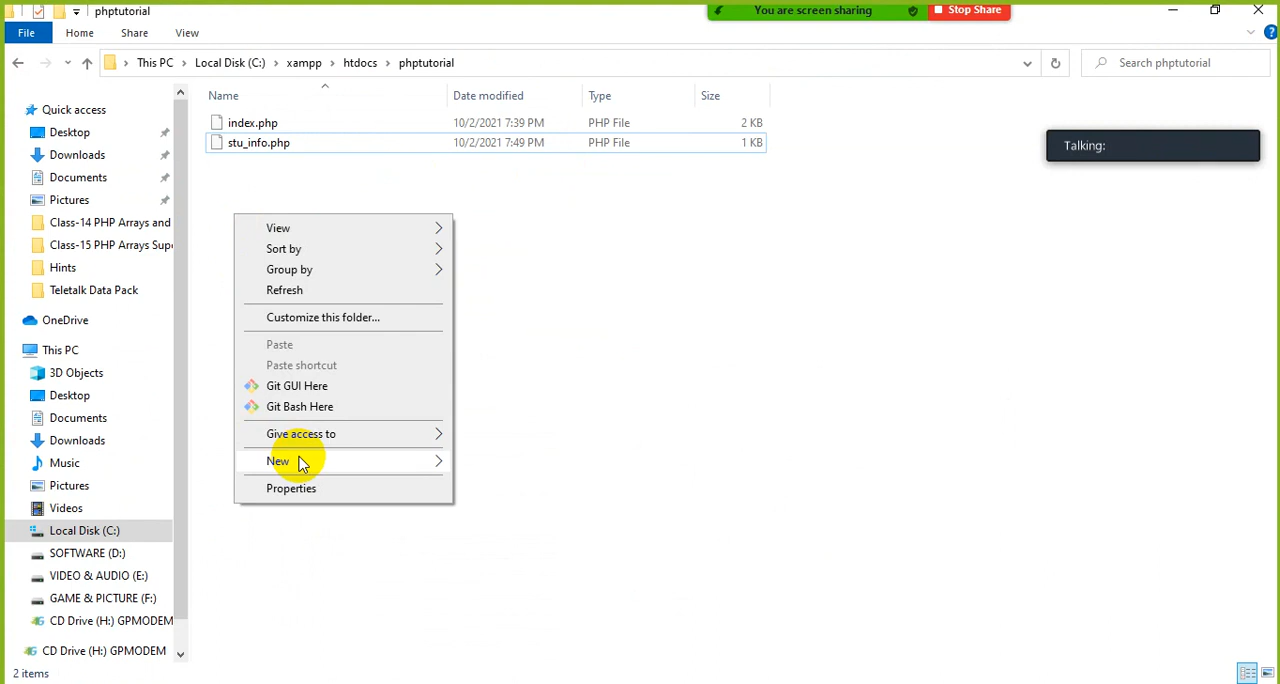 phptutorial
You are screen sharing
Stop Share
File Home Share View
This PC Local Disk (C:) xampp htdocs phptutorial
Search phptutorial
Name Date modified Type Size
index.php 10/2/2021 7:39 PM PHP File 2 KB
stu_info.php 10/2/2021 7:49 PM PHP File 1 KB
Talking:
Quick access
Desktop
Downloads
Documents
Pictures
Class-14 PHP Arrays and
Class-15 PHP Arrays Sup
Hints
Teletalk Data Pack
OneDrive
This PC
3D Objects
Desktop
Documents
Downloads
Music
Pictures
Videos
Local Disk (C:)
SOFTWARE (D:)
VIDEO & AUDIO (E:)
GAME & PICTURE (F:)
CD Drive (H:) GPMODEM
CD Drive (H:) GPMODEM
View
Sort by
Group by
Refresh
Customize this folder...
Paste
Paste shortcut
Git GUI Here
Git Bash Here
Give access to
New
Properties
2 items